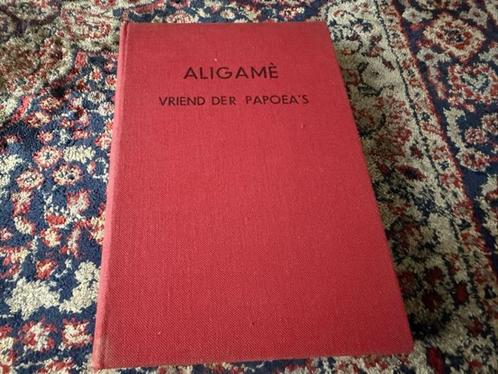 ALIGAMÈ
VRIEND DER PAPOEA'S